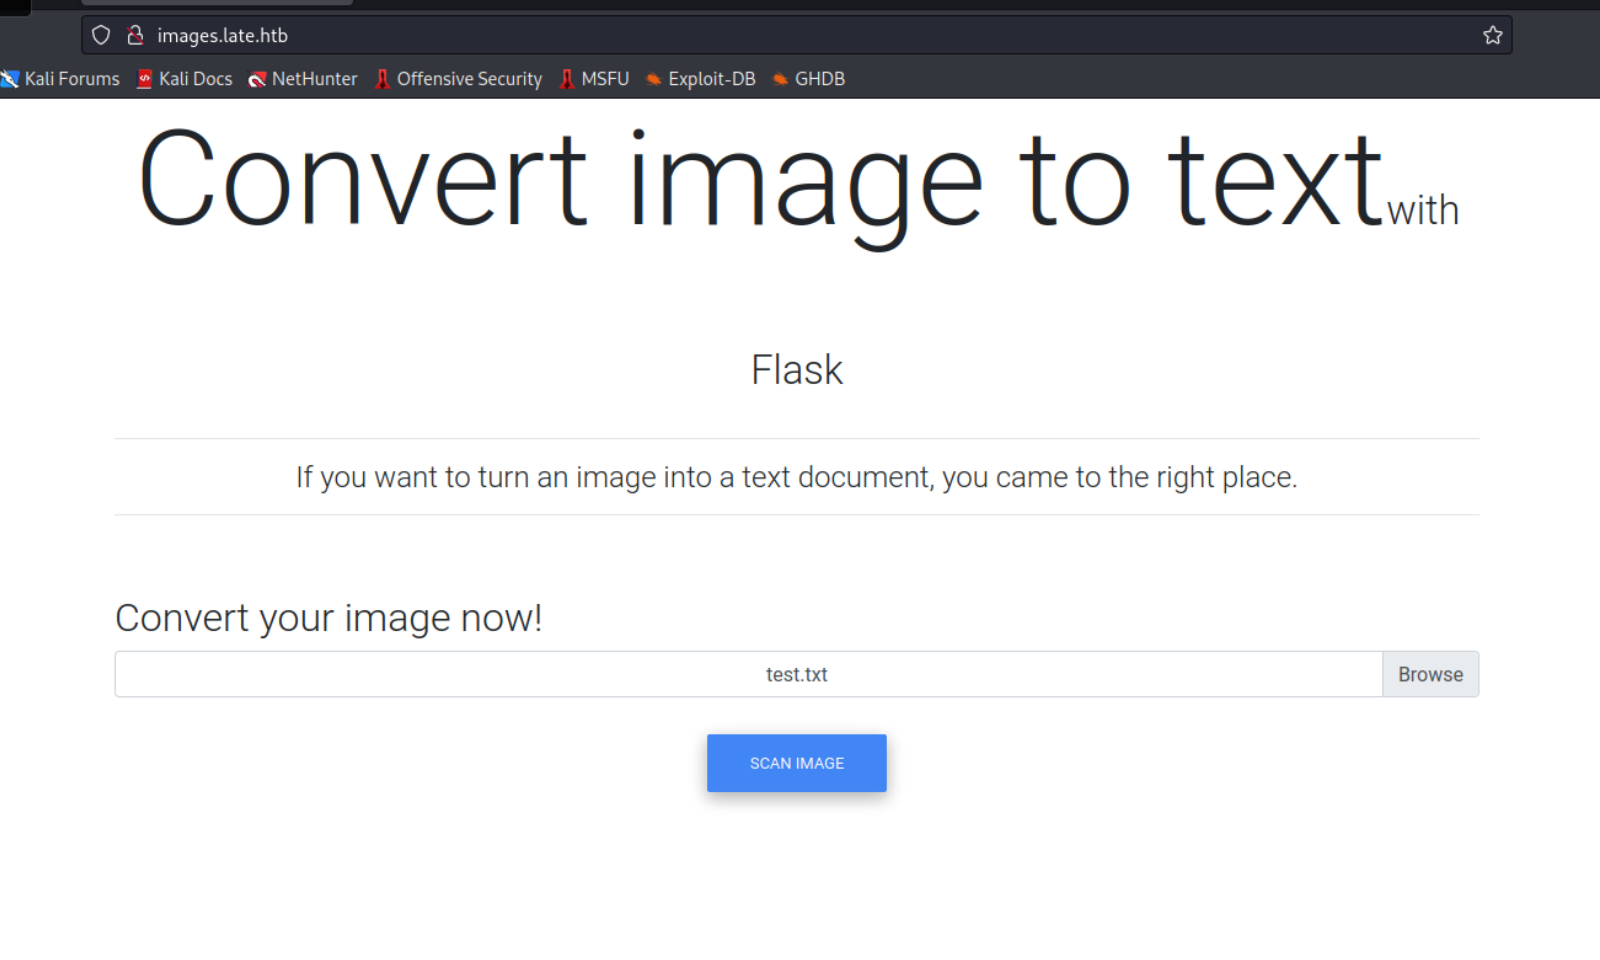 images.late.htb
Kali Forums Kali Docs NetHunter Offensive Security MSFU Exploit-DB GHDB
Convert image to text with
Flask
If you want to turn an image into a text document, you came to the right place.
Convert your image now!
test.txt Browse
SCAN IMAGE